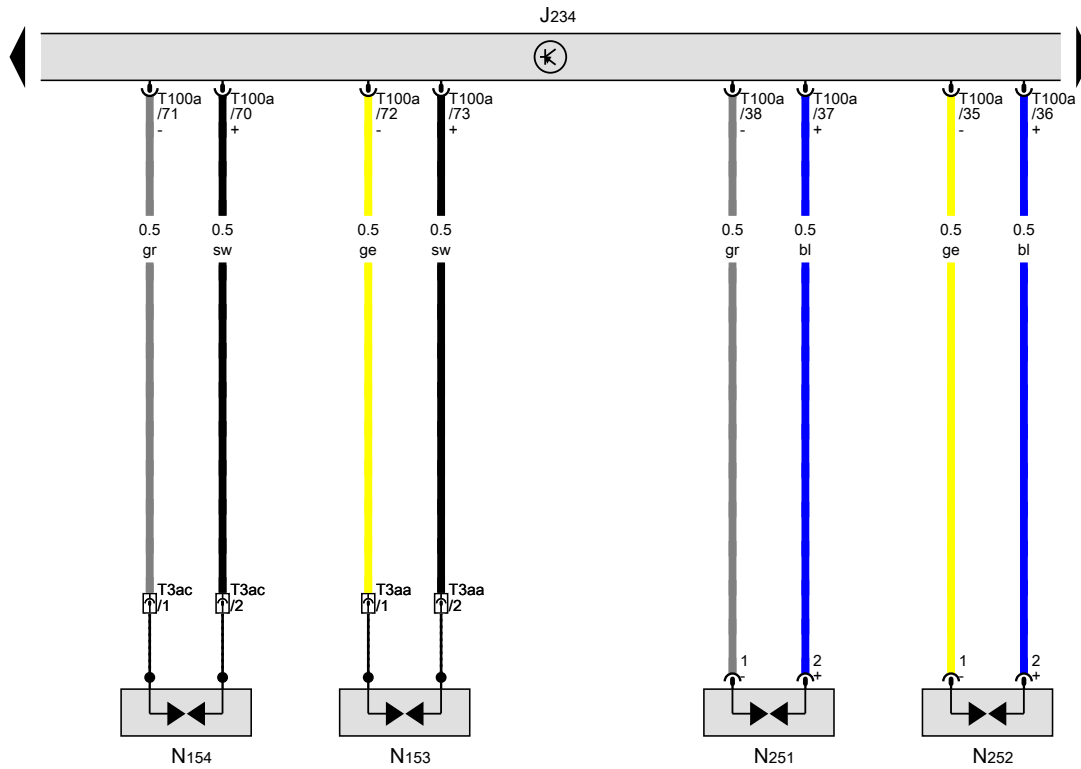 J234
T100a T100a T100a T100a T100a T100a T100a T100a
/71 /70 /72 /73 /38 /37 /35 /36
- + - + - + - +
0.5 0.5 0.5 0.5 0.5 0.5 0.5 0.5
gr sw ge sw gr bl ge bl
T3ac T3ac T3aa T3aa
/1 /2 /1 /2
1 2 1 2
- + - +
N154 N153 N251 N252